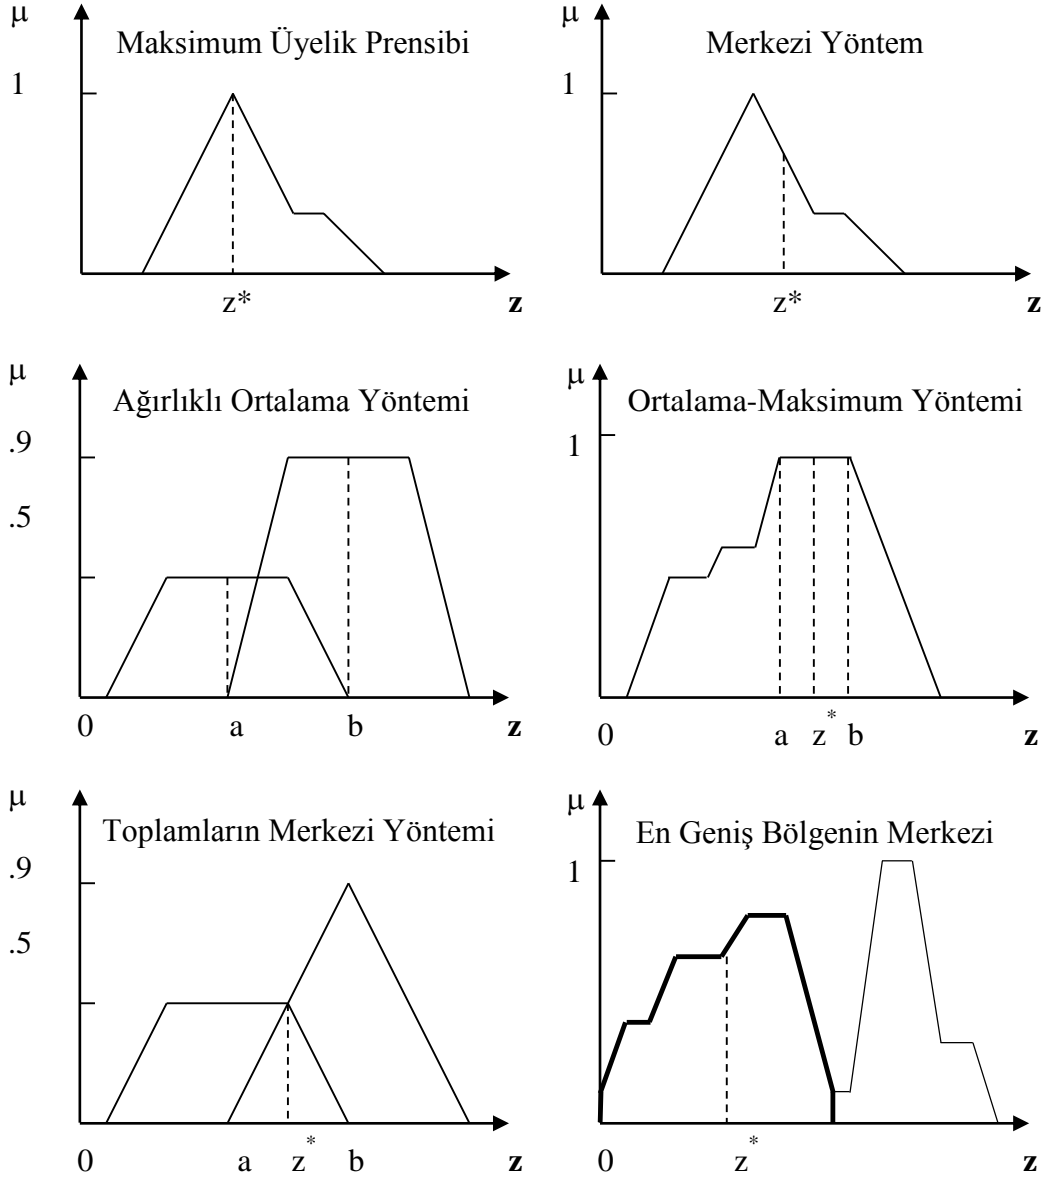 μ
Maksimum Üyelik Prensibi
1
z*
z
μ
Merkezi Yöntem
1
z*
z
μ
Ağırlıklı Ortalama Yöntemi
.9
.5
0
a
b
z
μ
Ortalama-Maksimum Yöntemi
1
0
a
z*
b
z
μ
Toplamların Merkezi Yöntemi
.9
.5
0
a
z*
b
z
μ
En Geniş Bölgenin Merkezi
1
0
z*
z